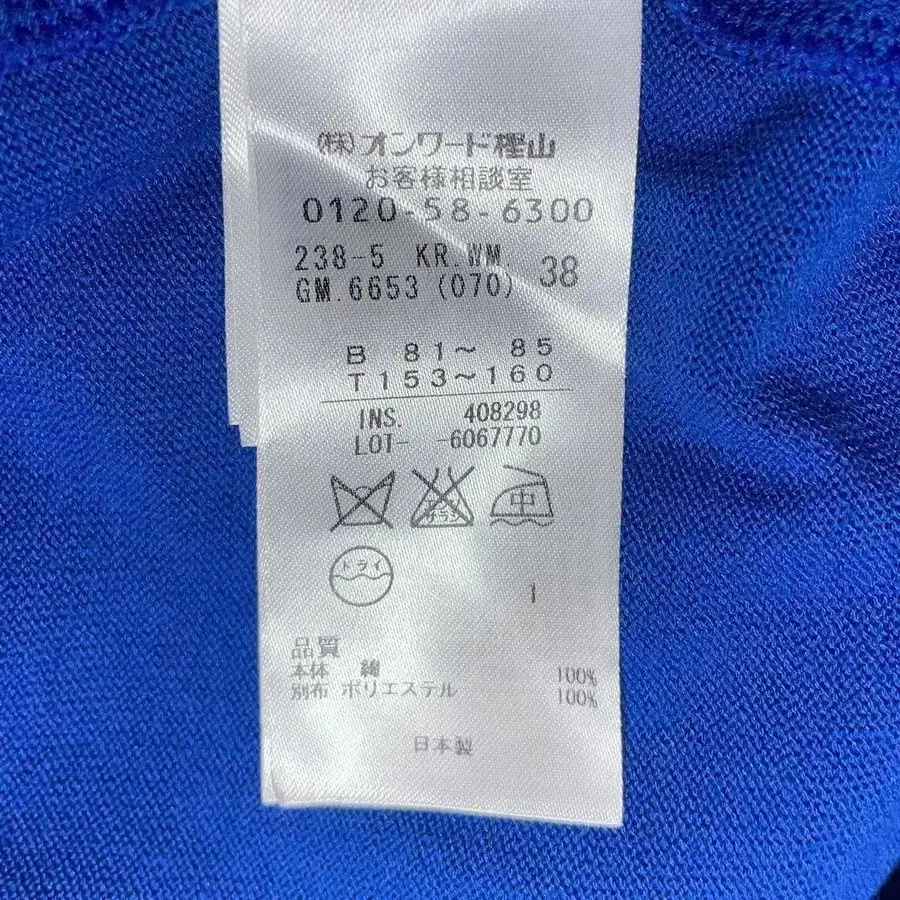 (株)オンワード樫山
お客様相談室
0120-58-6300
238-5 KR.WM. 38
GM.6653 (070)
B 81~ 85
T 153~160
INS. 408298
LOT- -6067770
中
ドライ
1
品質
本体 綿 100%
別布 ポリエステル 100%
日本製